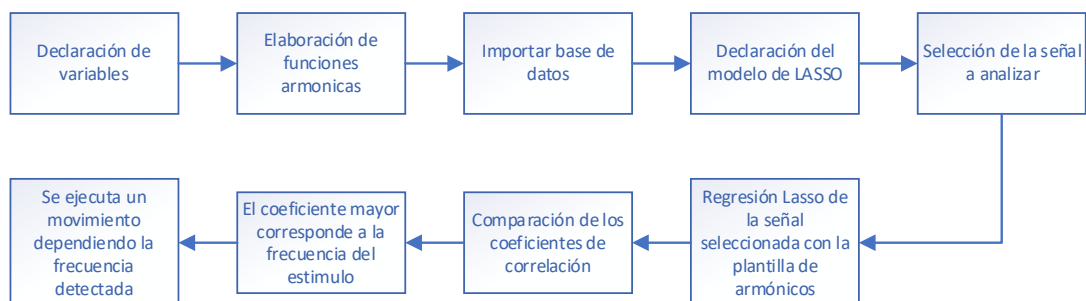 Declaración de
variables
Elaboración de
funciones
armonicas
Importar base de
datos
Declaración del
modelo de LASSO
Selección de la señal
a analizar
Regresión Lasso de
la señal
seleccionada con la
plantilla de
armónicos
Comparación de los
coeficientes de
correlación
El coeficiente mayor
corresponde a la
frecuencia del
estimulo
Se ejecuta un
movimiento
dependiendo la
frecuencia
detectada